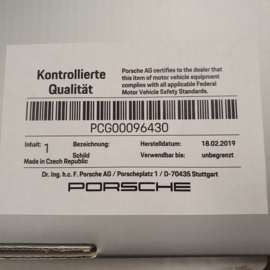 Kontrollierte
Qualität
Porsche AG certifies to the dealer that
this item of motor vehicle equipment
complies with all applicable Federal
Motor Vehicle Safety Standards.
PCG00096430
Inhalt: 1 Bezeichnung: Herstelldatum: 18.02.2019
Schild Verwendbar bis: unbegrenzt
Made in Czech Republic
Dr. Ing. h.c. F. Porsche AG / Porscheplatz 1 / D-70435 Stuttgart
PORSCHE